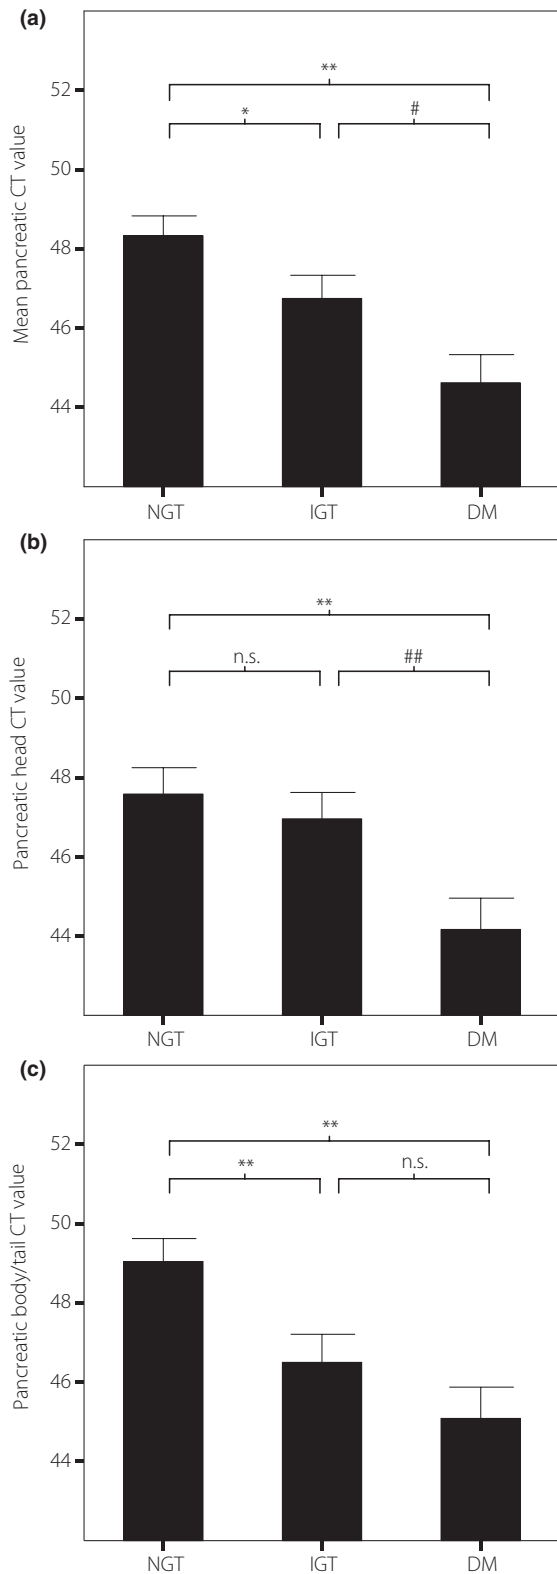 (a)
Mean pancreatic CT value
52
50
48
46
44
**
*
#
NGT IGT DM
(b)
Pancreatic head CT value
52
50
48
46
44
**
n.s.
##
NGT IGT DM
(c)
Pancreatic body/tail CT value
52
50
48
46
44
**
**
n.s.
NGT IGT DM